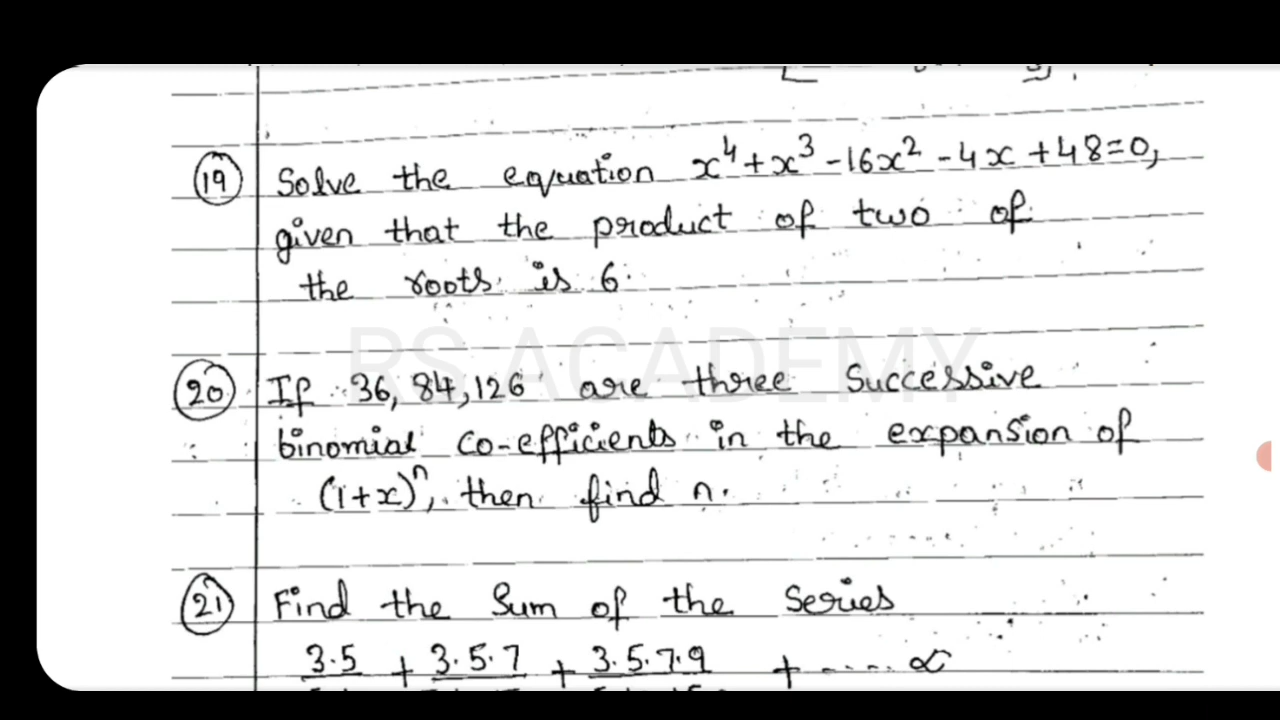 19 Solve the equation x⁴+x³-16x²-4x+48=0,
given that the product of two of
the roots is 6.
RS ACADEMY
20 If 36, 84, 126 are three Successive
binomial co-efficients in the expansion of
(1+x)ⁿ, then find n.
21 Find the Sum of the Series
3.5 + 3.5.7 + 3.5.7.9 + ..... ∞